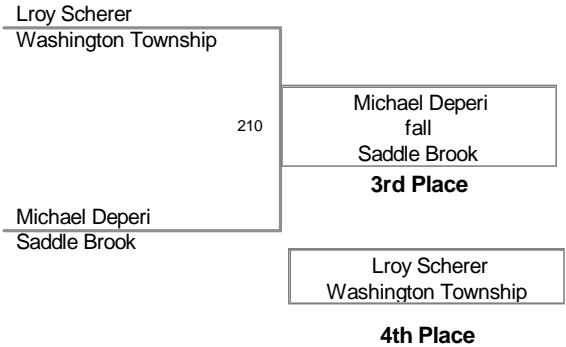 Lroy Scherer
Washington Township
210
Michael Deperi
fall
Saddle Brook
3rd Place
Michael Deperi
Saddle Brook
Lroy Scherer
Washington Township
4th Place